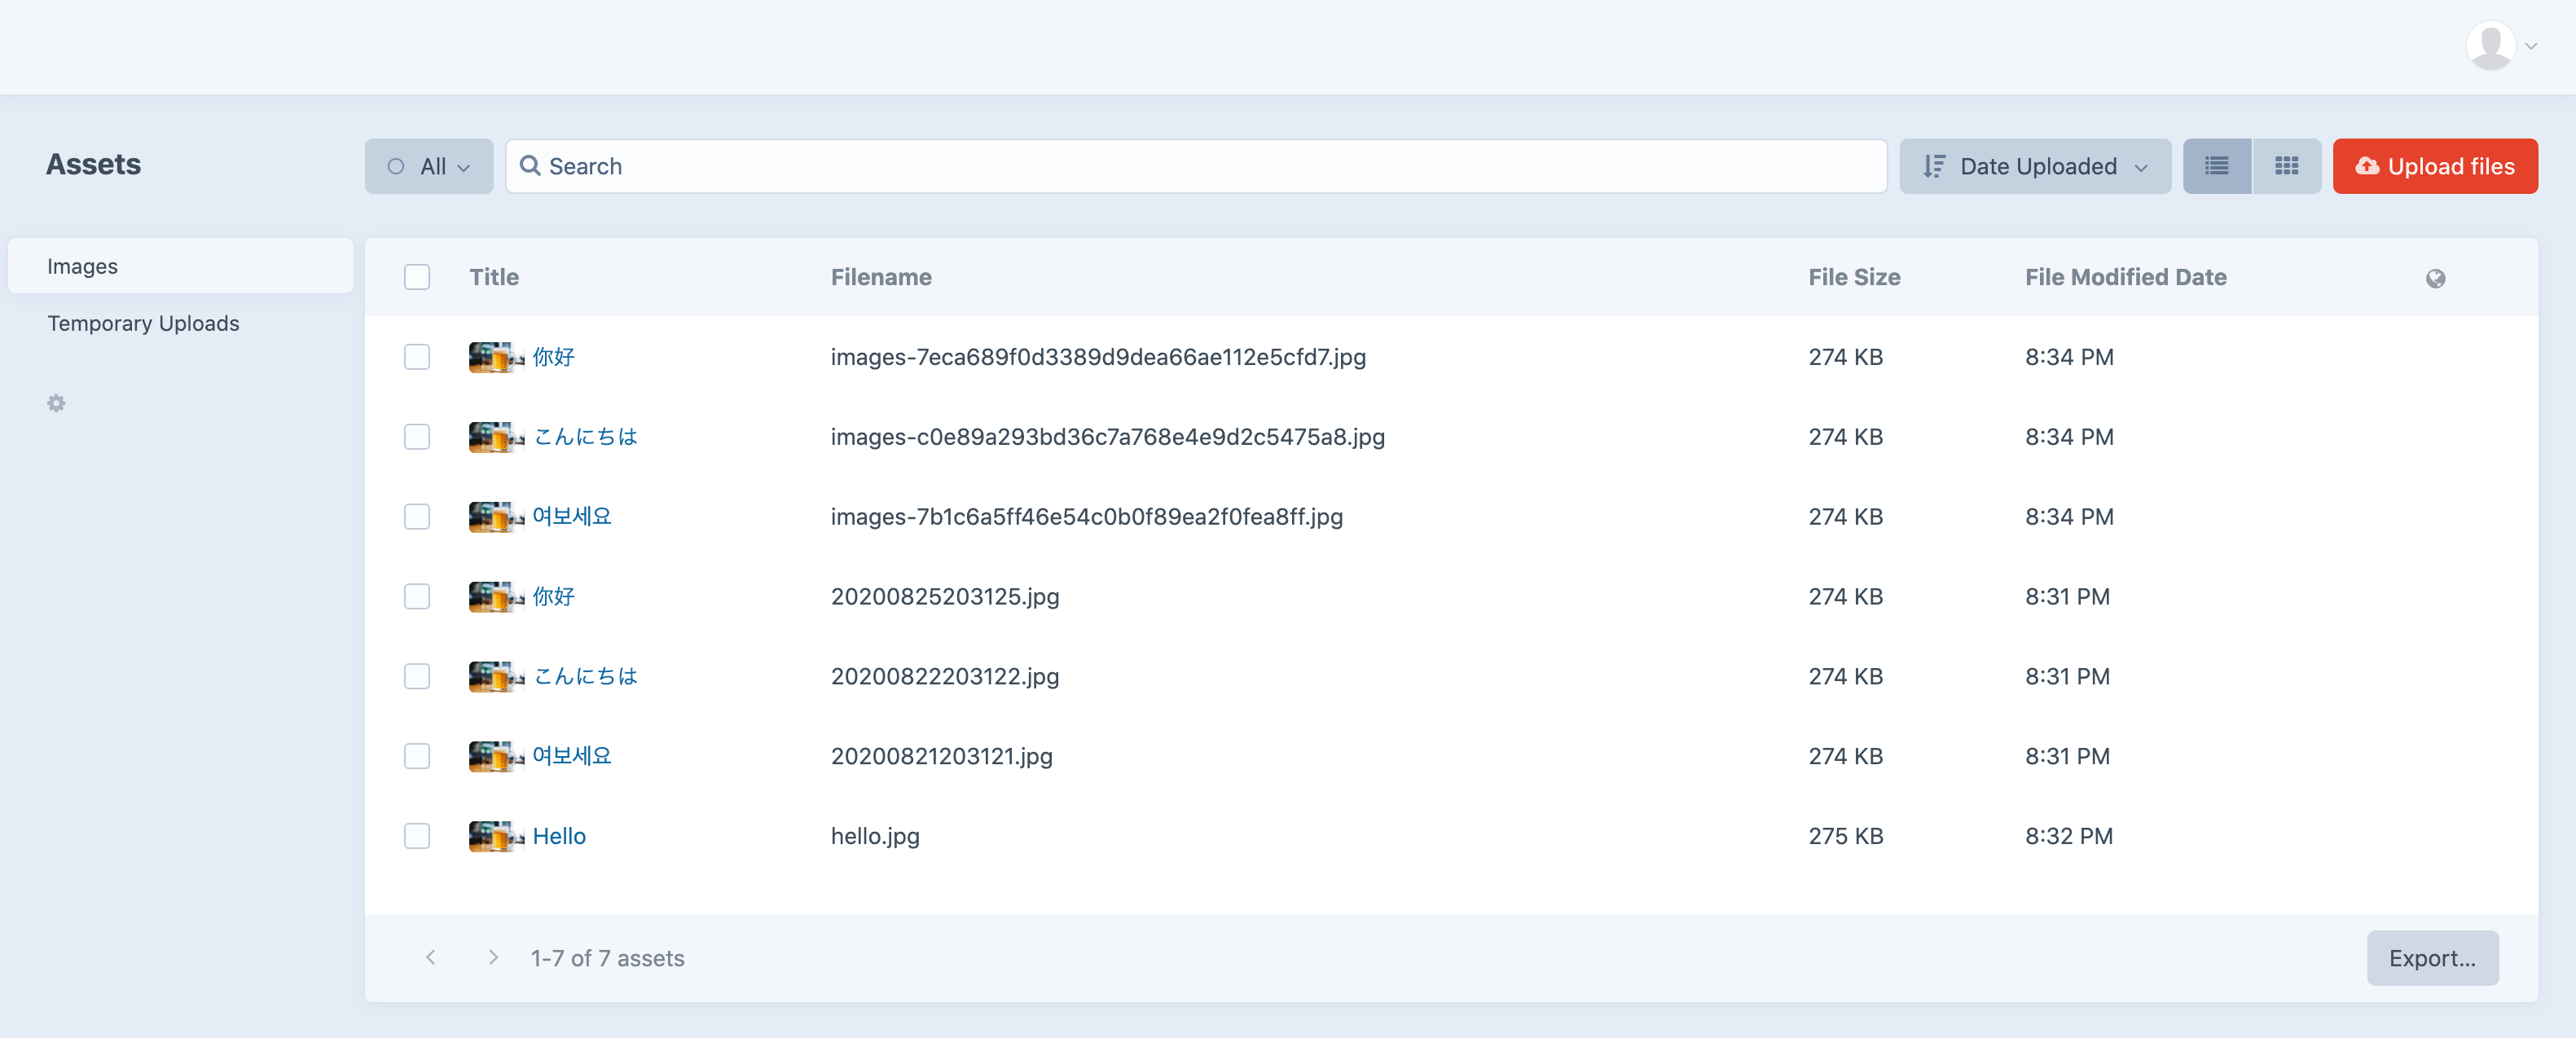 Assets
All
Search
Date Uploaded
Upload files
Images
Temporary Uploads
Title Filename File Size File Modified Date
你好 images-7eca689f0d3389d9dea66ae112e5cfd7.jpg 274 KB 8:34 PM
こんにちは images-c0e89a293bd36c7a768e4e9d2c5475a8.jpg 274 KB 8:34 PM
여보세요 images-7b1c6a5ff46e54c0b0f89ea2f0fea8ff.jpg 274 KB 8:34 PM
你好 20200825203125.jpg 274 KB 8:31 PM
こんにちは 20200822203122.jpg 274 KB 8:31 PM
여보세요 20200821203121.jpg 274 KB 8:31 PM
Hello hello.jpg 275 KB 8:32 PM
1-7 of 7 assets
Export...